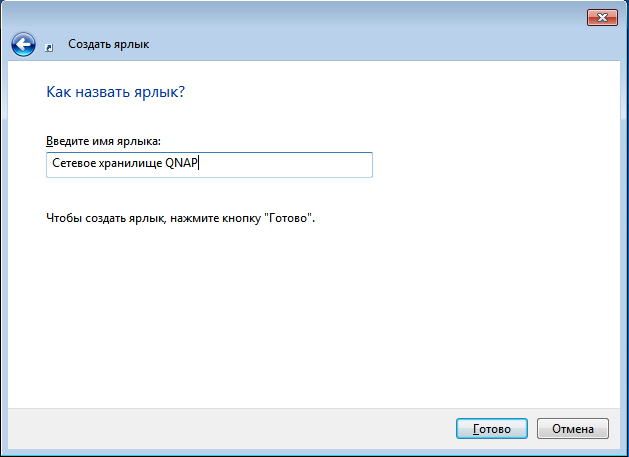 Создать ярлык
Как назвать ярлык?
Введите имя ярлыка:
Сетевое хранилище QNAP
Чтобы создать ярлык, нажмите кнопку "Готово".
Готово
Отмена